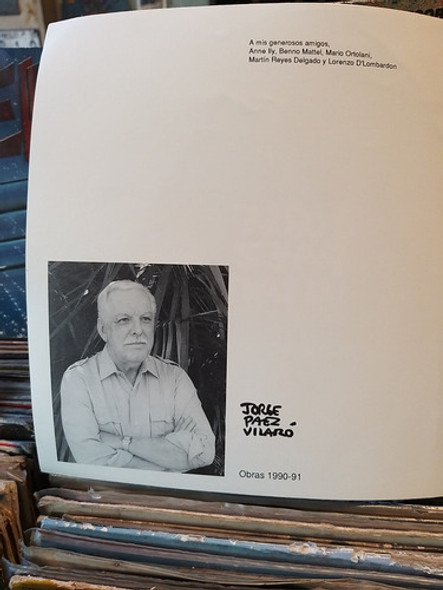 A mis generosos amigos,
Anne Ily, Benno Mattel, Mario Ortolani,
Martín Reyes Delgado y Lorenzo D'Lombardon
JORGE
PAEZ
VILARO
Obras 1990-91